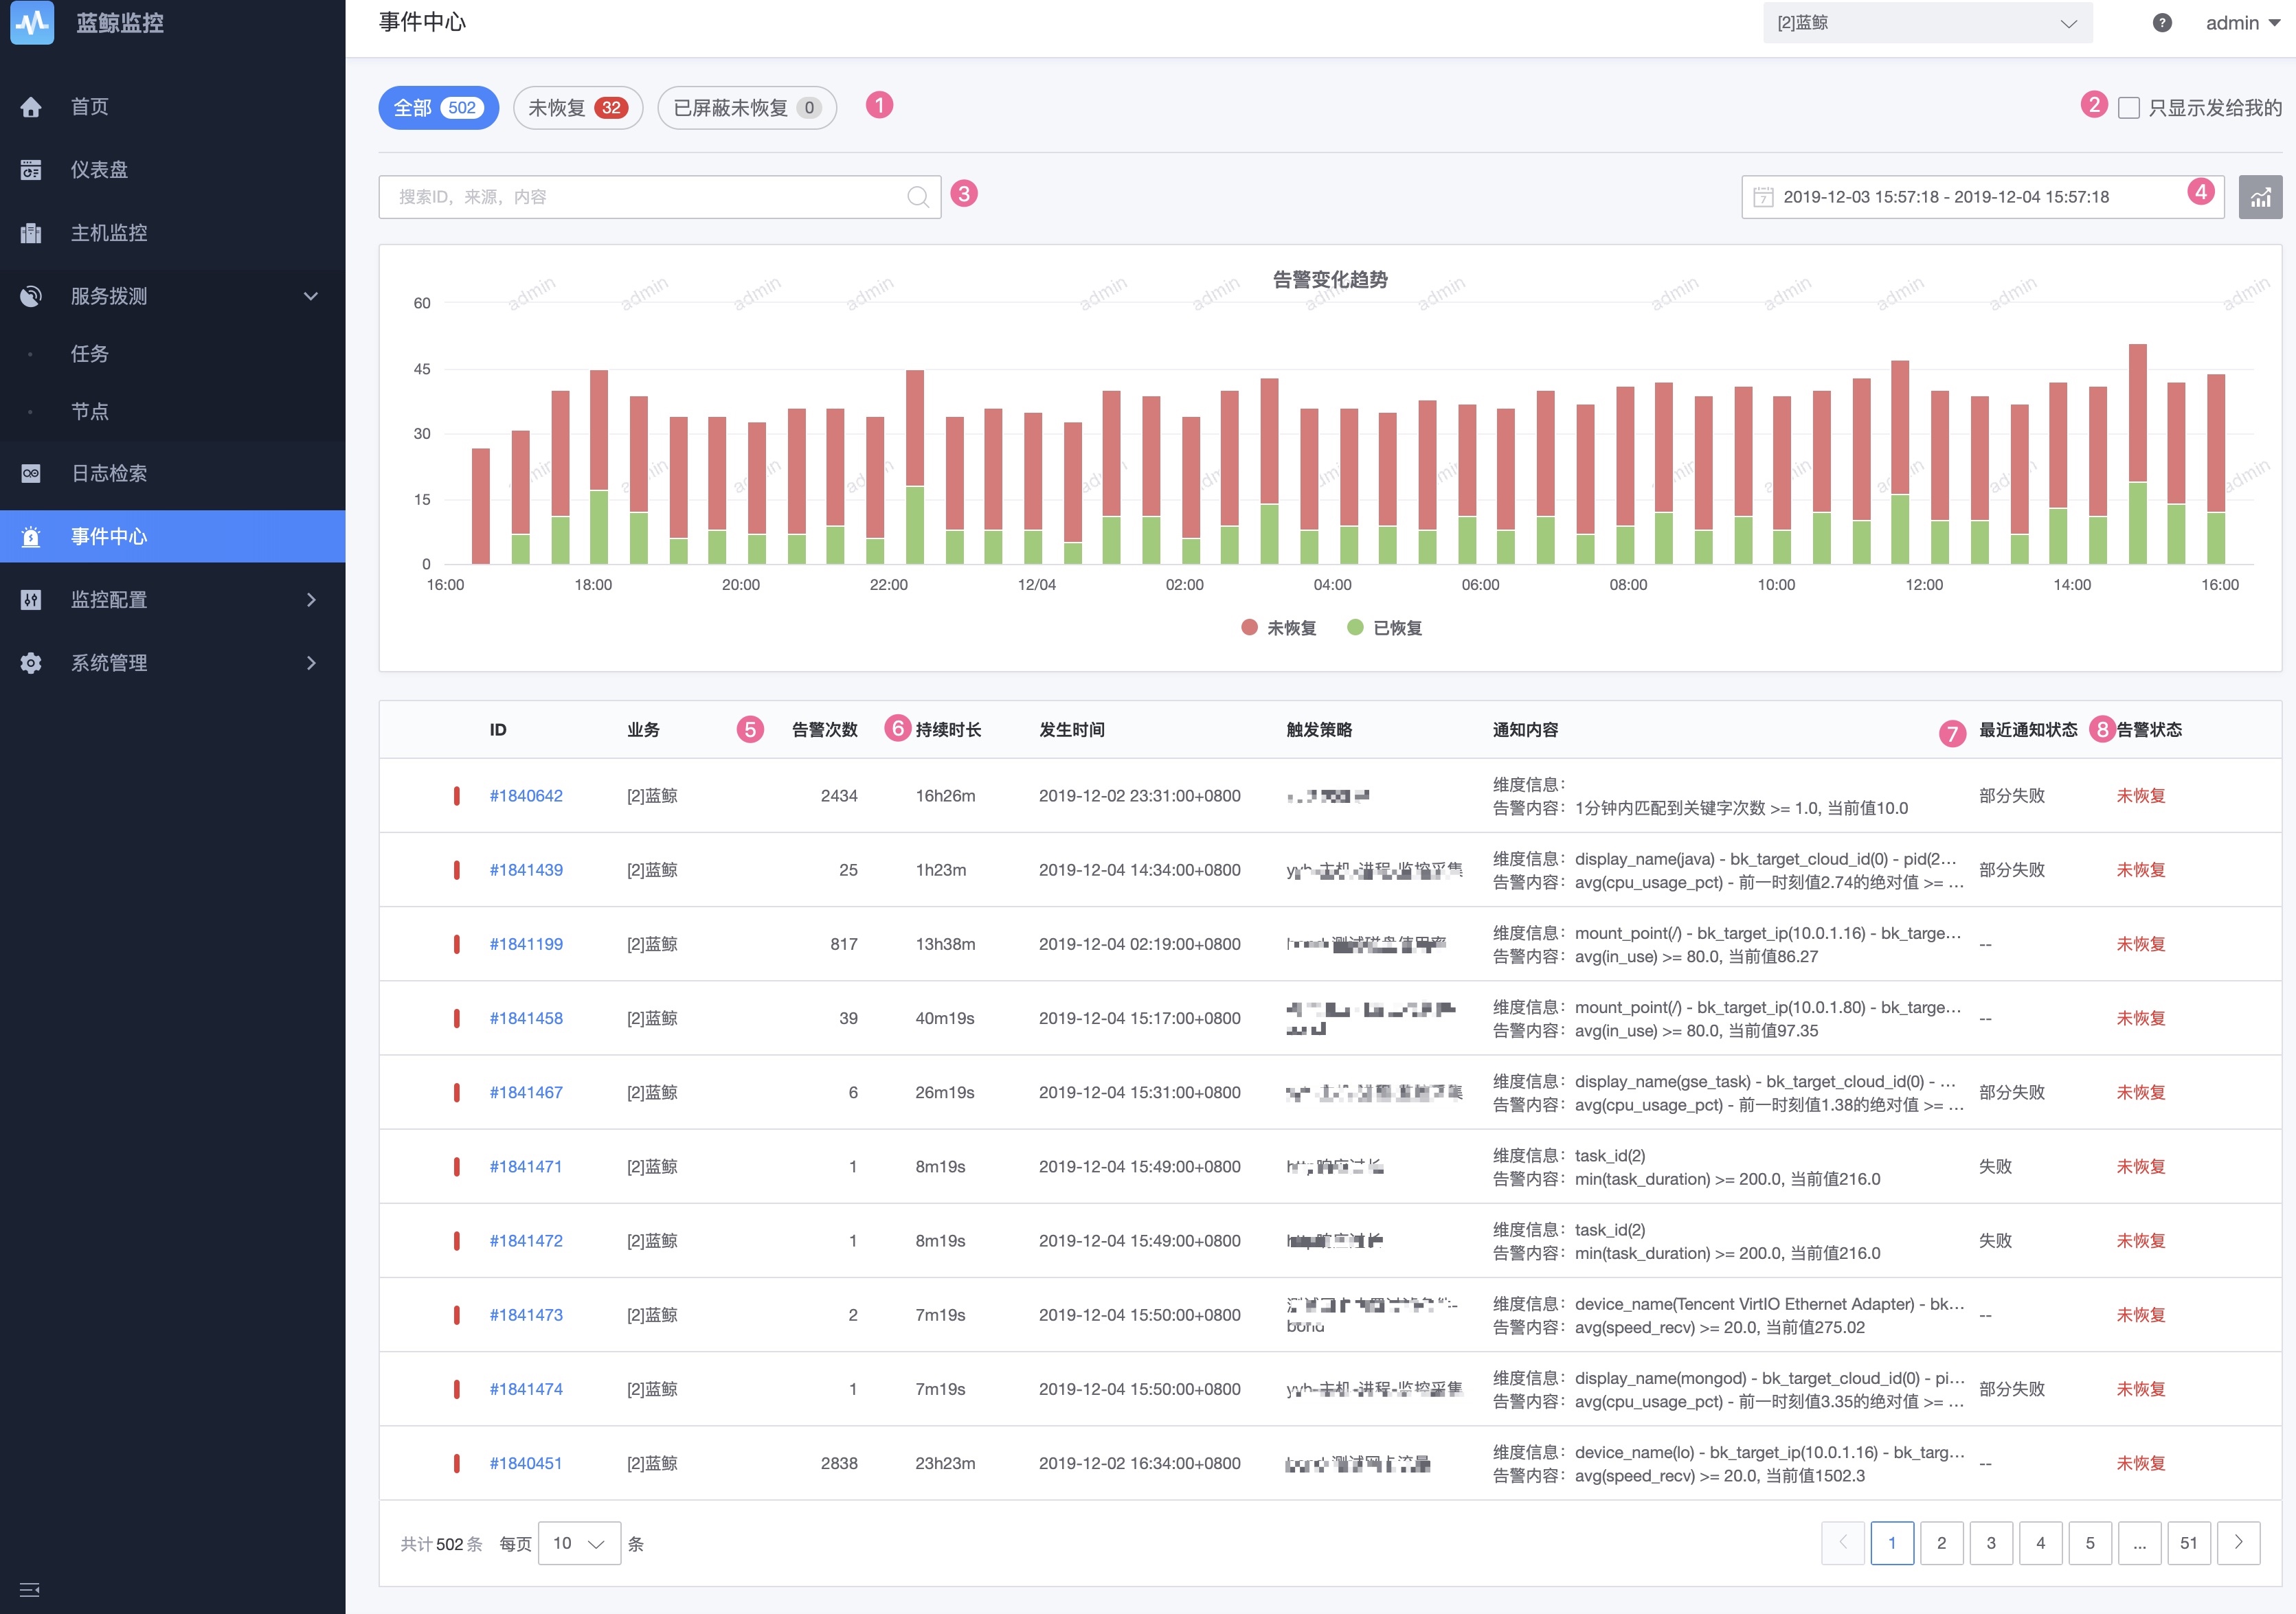 蓝鲸监控
首页
仪表盘
主机监控
服务拨测
任务
节点
日志检索
事件中心
监控配置
系统管理
事件中心
[2]蓝鲸
? admin
全部 502 未恢复 32 已屏蔽未恢复 0 1
2 只显示发给我的
搜索ID，来源，内容 3
7 2019-12-03 15:57:18 - 2019-12-04 15:57:18 4
告警变化趋势
admin admin admin admin admin admin admin admin admin admin admin admin admin
60
45
30
15
0
16:00 18:00 20:00 22:00 12/04 02:00 04:00 06:00 08:00 10:00 12:00 14:00 16:00
未恢复 已恢复
ID 业务 5 告警次数 6 持续时长 发生时间 触发策略 通知内容 7 最近通知状态 8 告警状态
#1840642 [2]蓝鲸 2434 16h26m 2019-12-02 23:31:00+0800 维度信息：
告警内容：1分钟内匹配到关键字次数 >= 1.0, 当前值10.0 部分失败 未恢复
#1841439 [2]蓝鲸 25 1h23m 2019-12-04 14:34:00+0800 维度信息：display_name(java) - bk_target_cloud_id(0) - pid(2...
告警内容：avg(cpu_usage_pct) - 前一时刻值2.74的绝对值 >= ... 部分失败 未恢复
#1841199 [2]蓝鲸 817 13h38m 2019-12-04 02:19:00+0800 维度信息：mount_point(/) - bk_target_ip(10.0.1.16) - bk_targe...
告警内容：avg(in_use) >= 80.0, 当前值86.27 -- 未恢复
#1841458 [2]蓝鲸 39 40m19s 2019-12-04 15:17:00+0800 维度信息：mount_point(/) - bk_target_ip(10.0.1.80) - bk_targe...
告警内容：avg(in_use) >= 80.0, 当前值97.35 -- 未恢复
#1841467 [2]蓝鲸 6 26m19s 2019-12-04 15:31:00+0800 维度信息：display_name(gse_task) - bk_target_cloud_id(0) - ...
告警内容：avg(cpu_usage_pct) - 前一时刻值1.38的绝对值 >= ... 部分失败 未恢复
#1841471 [2]蓝鲸 1 8m19s 2019-12-04 15:49:00+0800 维度信息：task_id(2)
告警内容：min(task_duration) >= 200.0, 当前值216.0 失败 未恢复
#1841472 [2]蓝鲸 1 8m19s 2019-12-04 15:49:00+0800 维度信息：task_id(2)
告警内容：min(task_duration) >= 200.0, 当前值216.0 失败 未恢复
#1841473 [2]蓝鲸 2 7m19s 2019-12-04 15:50:00+0800 维度信息：device_name(Tencent VirtIO Ethernet Adapter) - bk...
告警内容：avg(speed_recv) >= 20.0, 当前值275.02 -- 未恢复
#1841474 [2]蓝鲸 1 7m19s 2019-12-04 15:50:00+0800 维度信息：display_name(mongod) - bk_target_cloud_id(0) - pi...
告警内容：avg(cpu_usage_pct) - 前一时刻值3.35的绝对值 >= ... 部分失败 未恢复
#1840451 [2]蓝鲸 2838 23h23m 2019-12-02 16:34:00+0800 维度信息：device_name(lo) - bk_target_ip(10.0.1.16) - bk_targ...
告警内容：avg(speed_recv) >= 20.0, 当前值1502.3 -- 未恢复
共计 502 条 每页 10 条
1 2 3 4 5 ... 51